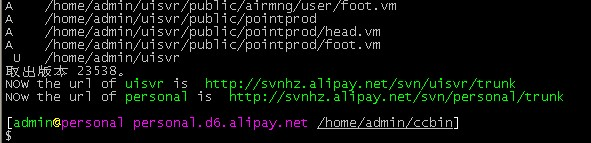 A    /home/admin/uisvr/public/airmng/user/foot.vm
A    /home/admin/uisvr/public/pointprod
A    /home/admin/uisvr/public/pointprod/head.vm
A    /home/admin/uisvr/public/pointprod/foot.vm
 U   /home/admin/uisvr
取出版本 23538。
NOW the url of uisvr is  http://svnhz.alipay.net/svn/uisvr/trunk
NOW the url of personal is  http://svnhz.alipay.net/svn/personal/trunk
[admin@personal personal.d6.alipay.net /home/admin/ccbin]
$